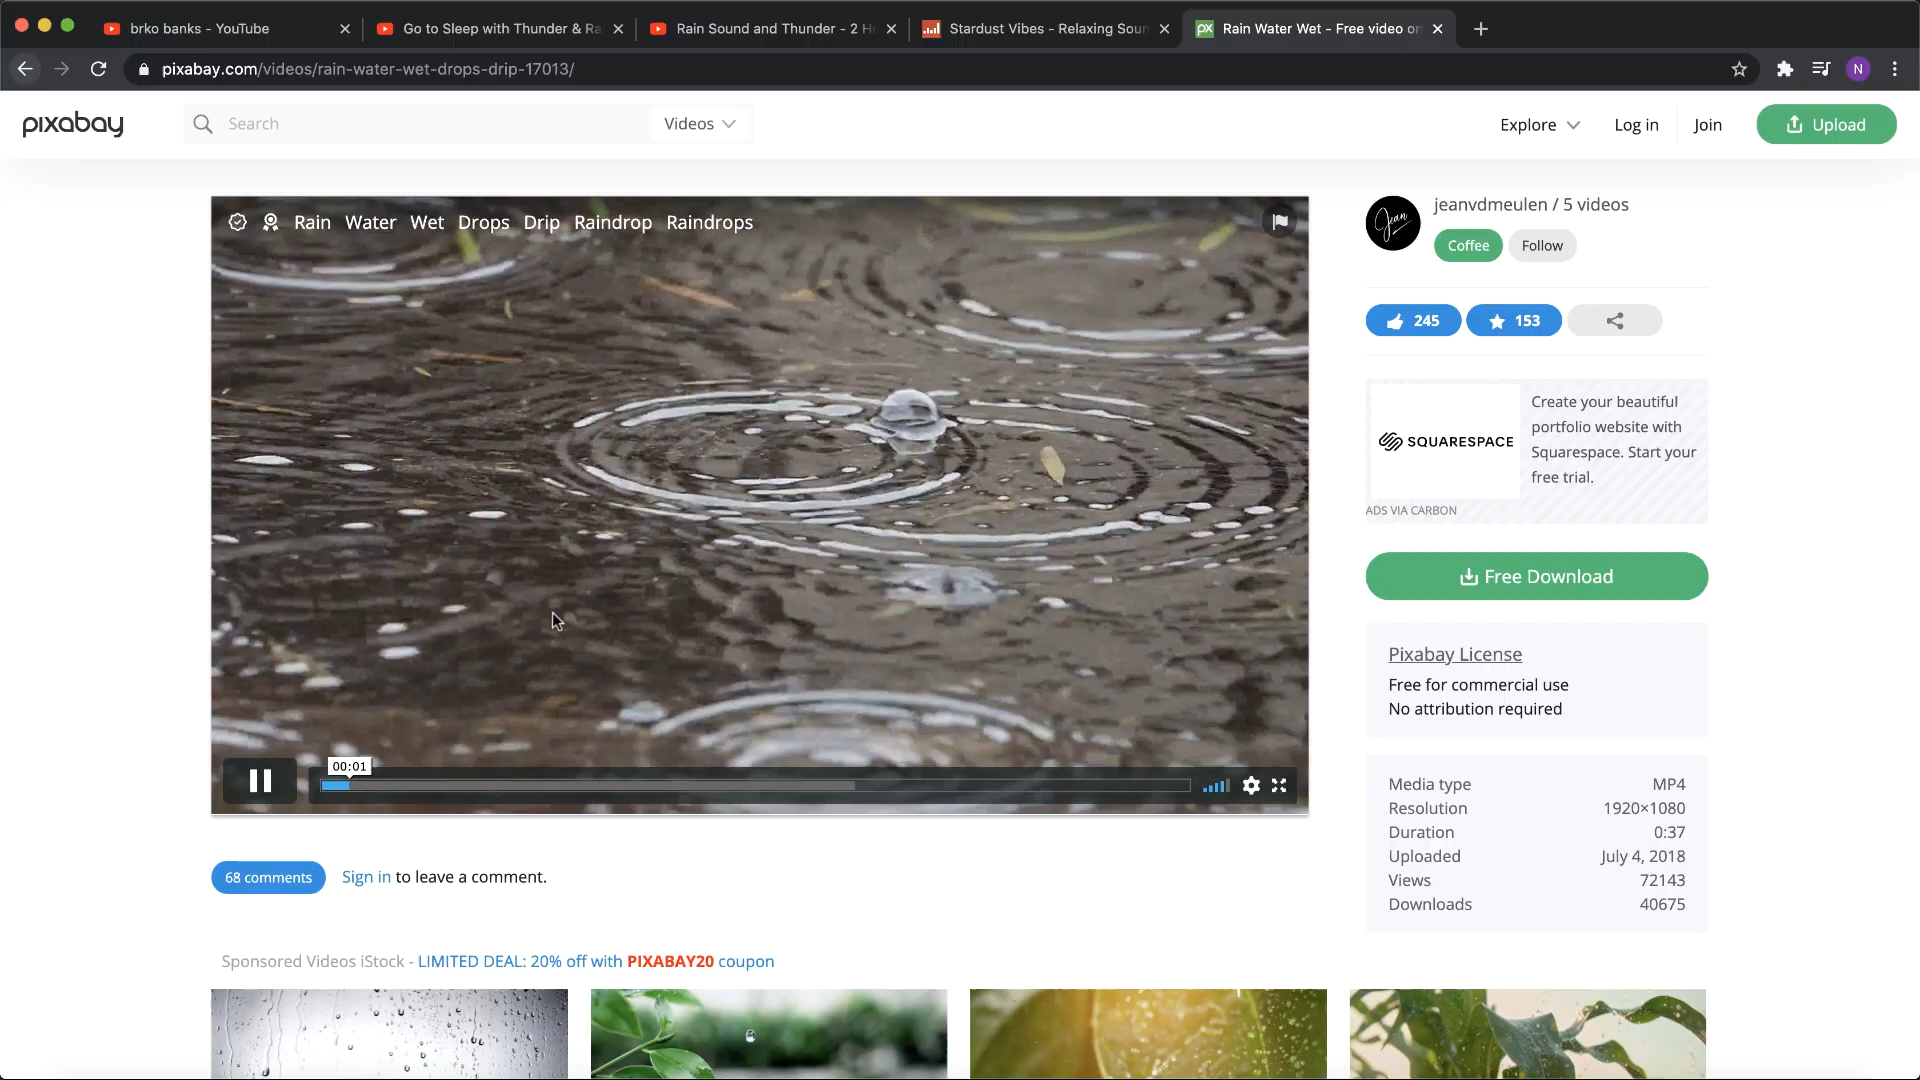 brko banks - YouTube
Go to Sleep with Thunder & Ra
Rain Sound and Thunder - 2 H
Stardust Vibes - Relaxing Soun
Rain Water Wet - Free video on
pixabay.com/videos/rain-water-wet-drops-drip-17013/
N
pixabay
Search
Videos
Explore
Log in
Join
Upload
Rain Water Wet Drops Drip Raindrop Raindrops
Jean
jeanvdmeulen / 5 videos
Coffee
Follow
245
153
SQUARESPACE
Create your beautiful
portfolio website with
Squarespace. Start your
free trial.
ADS VIA CARBON
Free Download
Pixabay License
Free for commercial use
No attribution required
00:01
Media type MP4
Resolution 1920×1080
Duration 0:37
Uploaded July 4, 2018
Views 72143
Downloads 40675
68 comments
Sign in to leave a comment.
Sponsored Videos iStock - LIMITED DEAL: 20% off with PIXABAY20 coupon